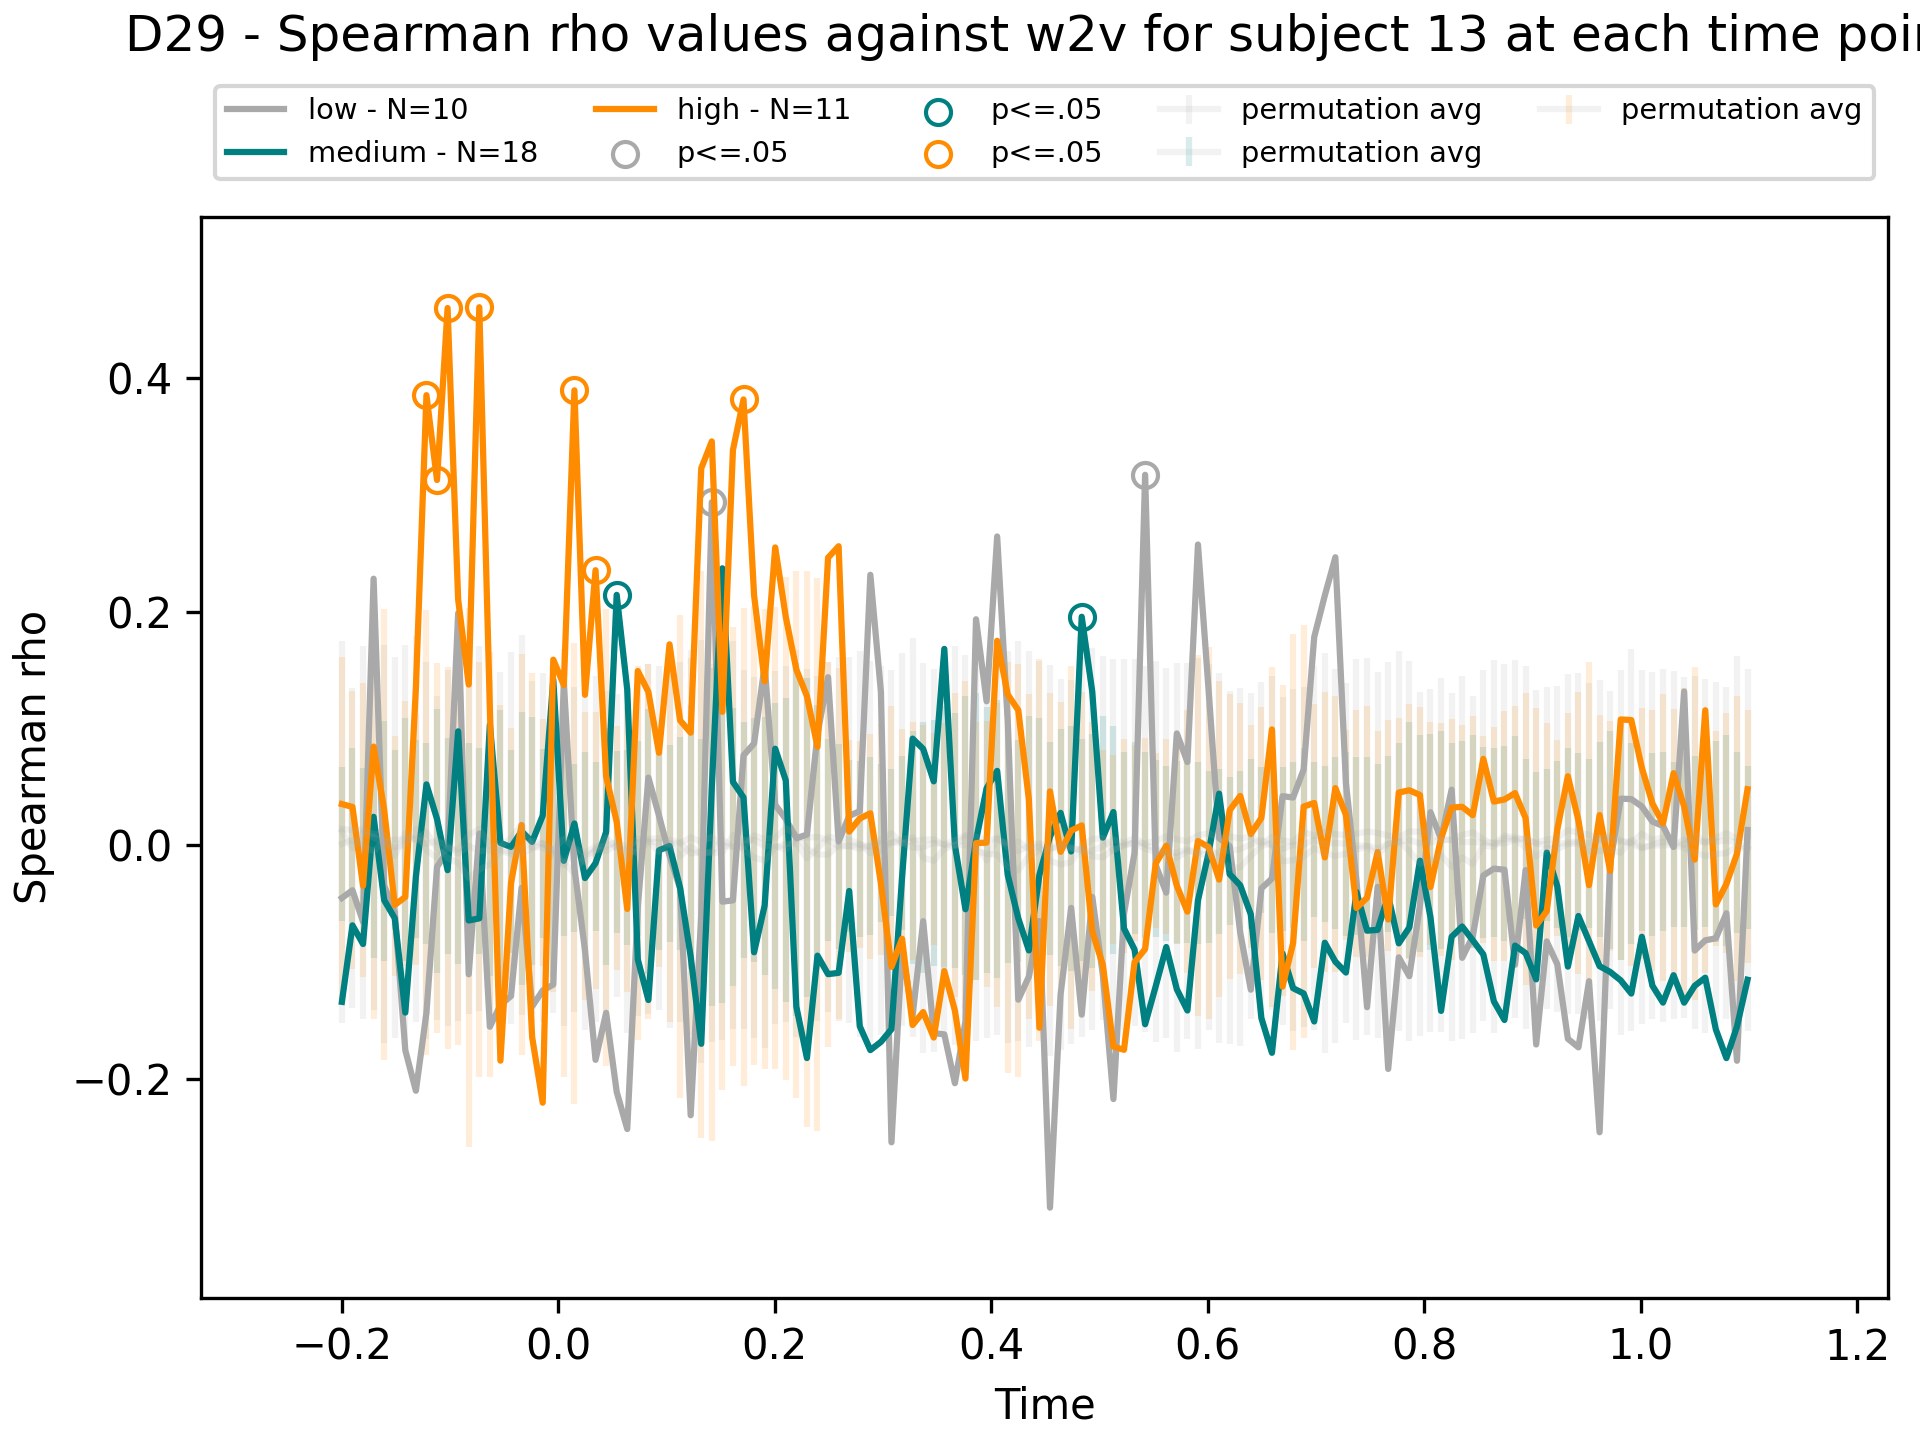 D29 - Spearman rho values against w2v for subject 13 at each time poi
low - N=10
medium - N=18
high - N=11
p<=.05
p<=.05
p<=.05
permutation avg
permutation avg
permutation avg
Spearman rho
0.4
0.2
0.0
−0.2
−0.2 0.0 0.2 0.4 0.6 0.8 1.0 1.2
Time